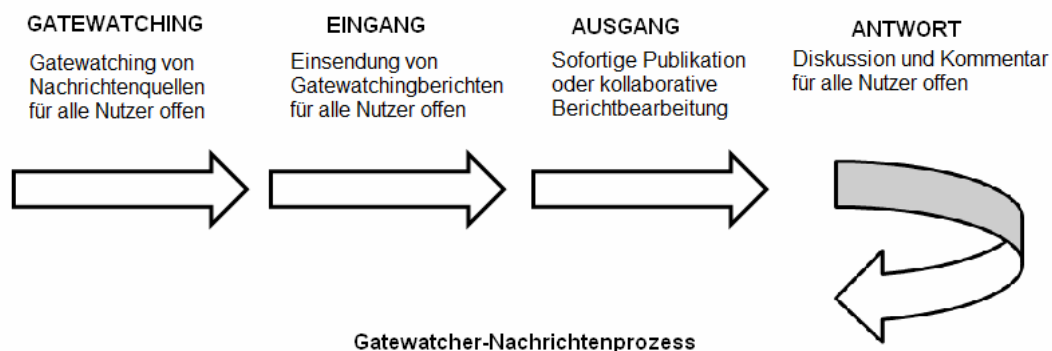 GATEWATCHING
Gatewatching von
Nachrichtenquellen
für alle Nutzer offen
EINGANG
Einsendung von
Gatewatchingberichten
für alle Nutzer offen
AUSGANG
Sofortige Publikation
oder kollaborative
Berichtbearbeitung
ANTWORT
Diskussion und Kommentar
für alle Nutzer offen
Gatewatcher-Nachrichtenprozess